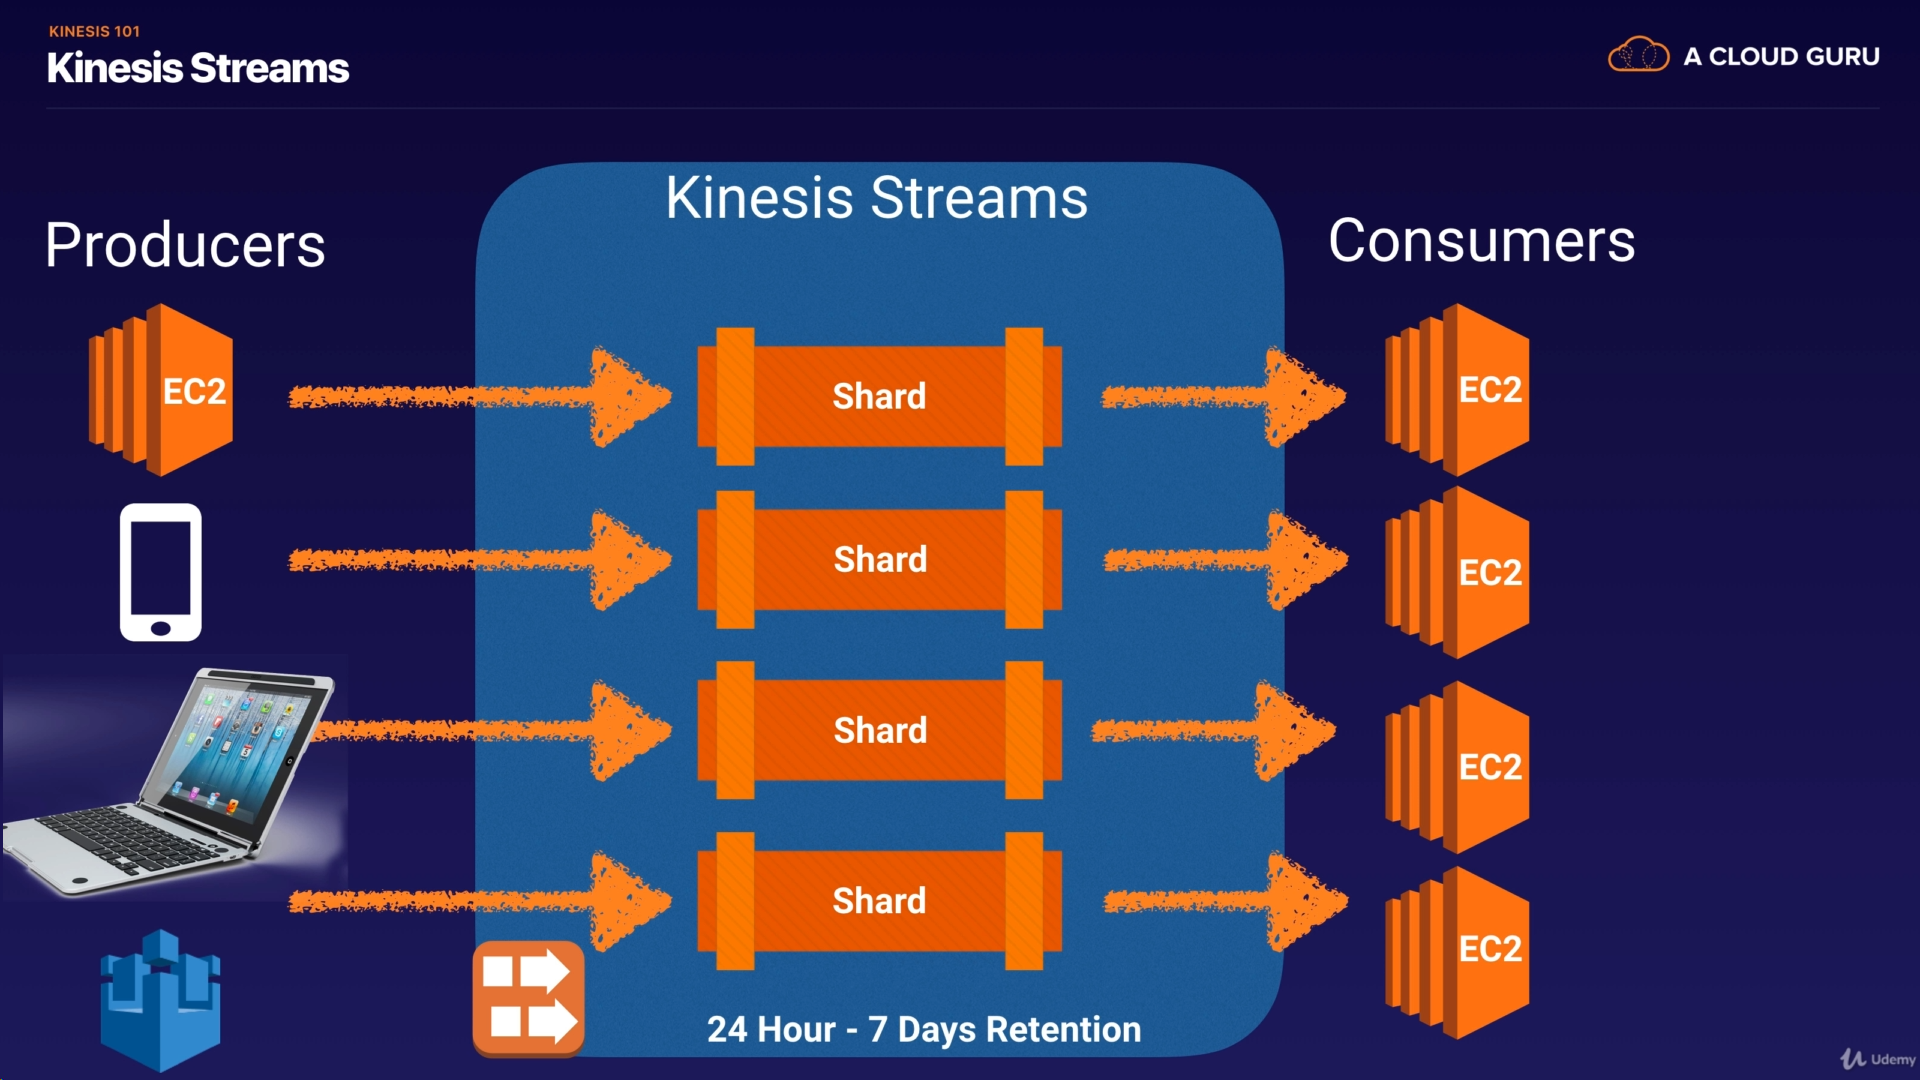 KINESIS 101
Kinesis Streams
A CLOUD GURU
Kinesis Streams
Producers
Consumers
EC2
Shard
EC2
Shard
EC2
Shard
EC2
Shard
EC2
24 Hour - 7 Days Retention
Udemy